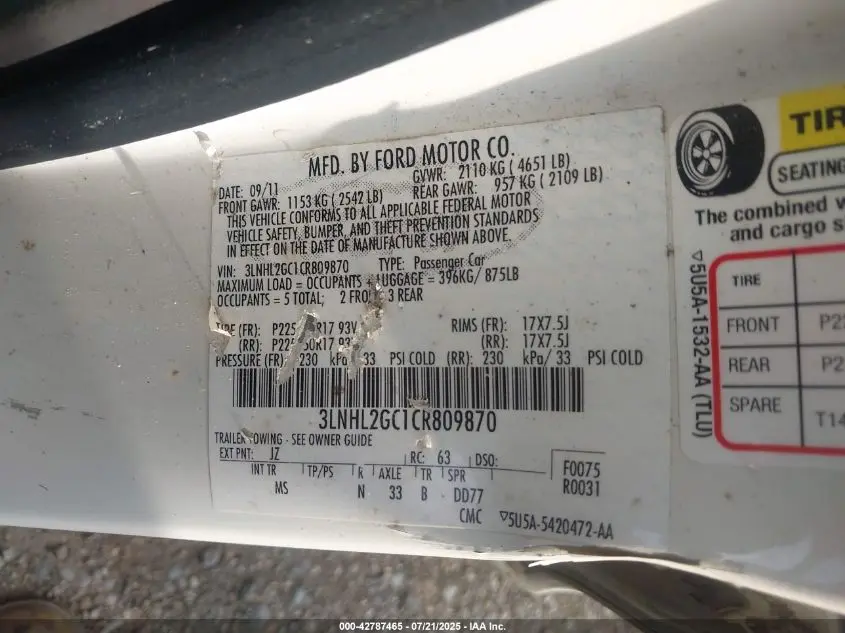 MFD. BY FORD MOTOR CO.
DATE: 09/11 GVWR: 2110 KG ( 4651 LB)
FRONT GAWR: 1153 KG ( 2542 LB) REAR GAWR: 957 KG ( 2109 LB)
THIS VEHICLE CONFORMS TO ALL APPLICABLE FEDERAL MOTOR
VEHICLE SAFETY, BUMPER, AND THEFT PREVENTION STANDARDS
IN EFFECT ON THE DATE OF MANUFACTURE SHOWN ABOVE
VIN: 3LNHL2GC1CR809870 TYPE: Passenger Car
MAXIMUM LOAD = OCCUPANTS + LUGGAGE = 396KG/ 875LB
OCCUPANTS = 5 TOTAL; 2 FRO 3 REAR
(FR): P225 R17 93V RIMS (FR): 17X7.5J
(RR): P225 50R17 93 (RR): 17X7.5J
PRESSURE (FR) 230 kPa 33 PSI COLD (RR): 230 kPa/ 33 PSI COLD
3LNHL2GC1CR809870
TRAILER TOWING - SEE OWNER GUIDE
EXT PNT: JZ RC: 63 DSO: F0075
INT TR TP/PS R AXLE TR SPR R0031
MS N 33 B DD77
CMC ▽5U5A-5420472-AA
TIR
SEATING
The combined w
and cargo s
TIRE
FRONT P22
REAR P2
SPARE T14
▽5U5A-1532-AA (TLU)
000-42787465 - 07/21/2025 - IAA Inc.